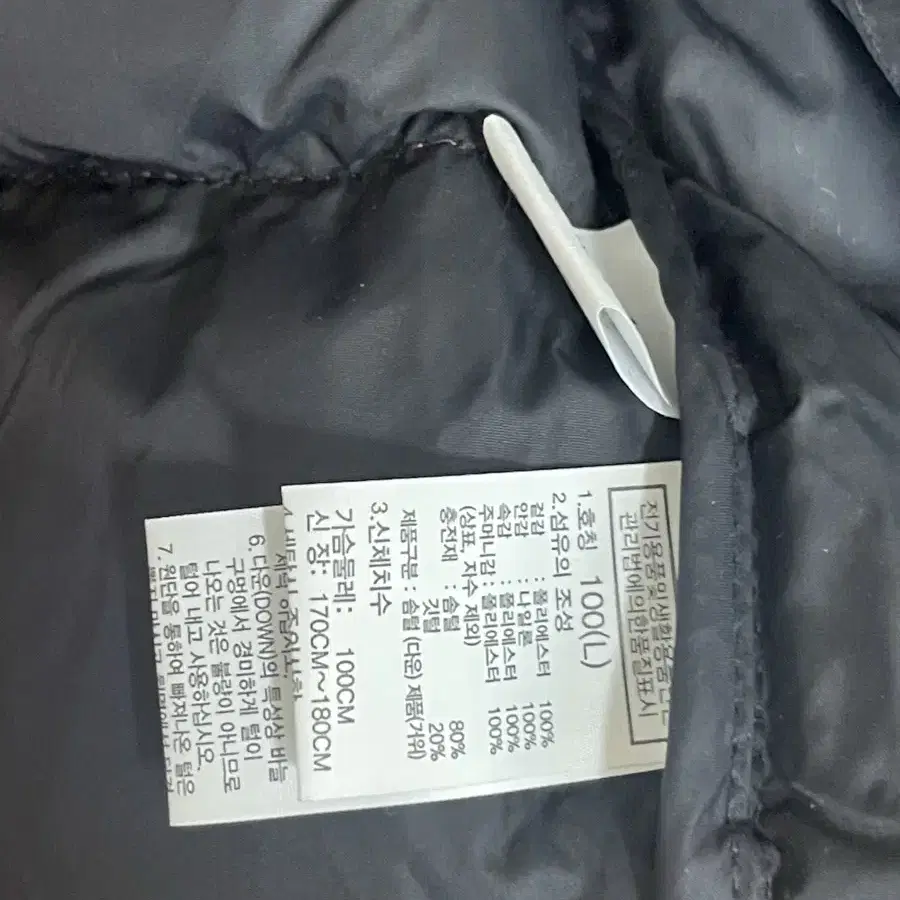 전기용품및생활용품안전
관리법에의한품질표시
1.호칭 100(L)
2.섬유의 조성
겉감 : 폴리에스터 100%
안감 : 나일론 100%
속감 : 폴리에스터 100%
주머니감 : 폴리에스터 100%
(상표, 자수 제외)
충전재 : 솜털 80%
깃털 20%
제품구분 : 솜털 (다운) 제품(거위)
3.신체치수
가슴둘레: 100CM
신 장: 170CM~180CM
6. 다운(DOWN)의 특성상 바늘
구멍에서 경미하게 털이
나오는 것은 불량이 아니므로
털어 내고 사용하십시오.
7. 원단을 통하여 빠져나온 털은